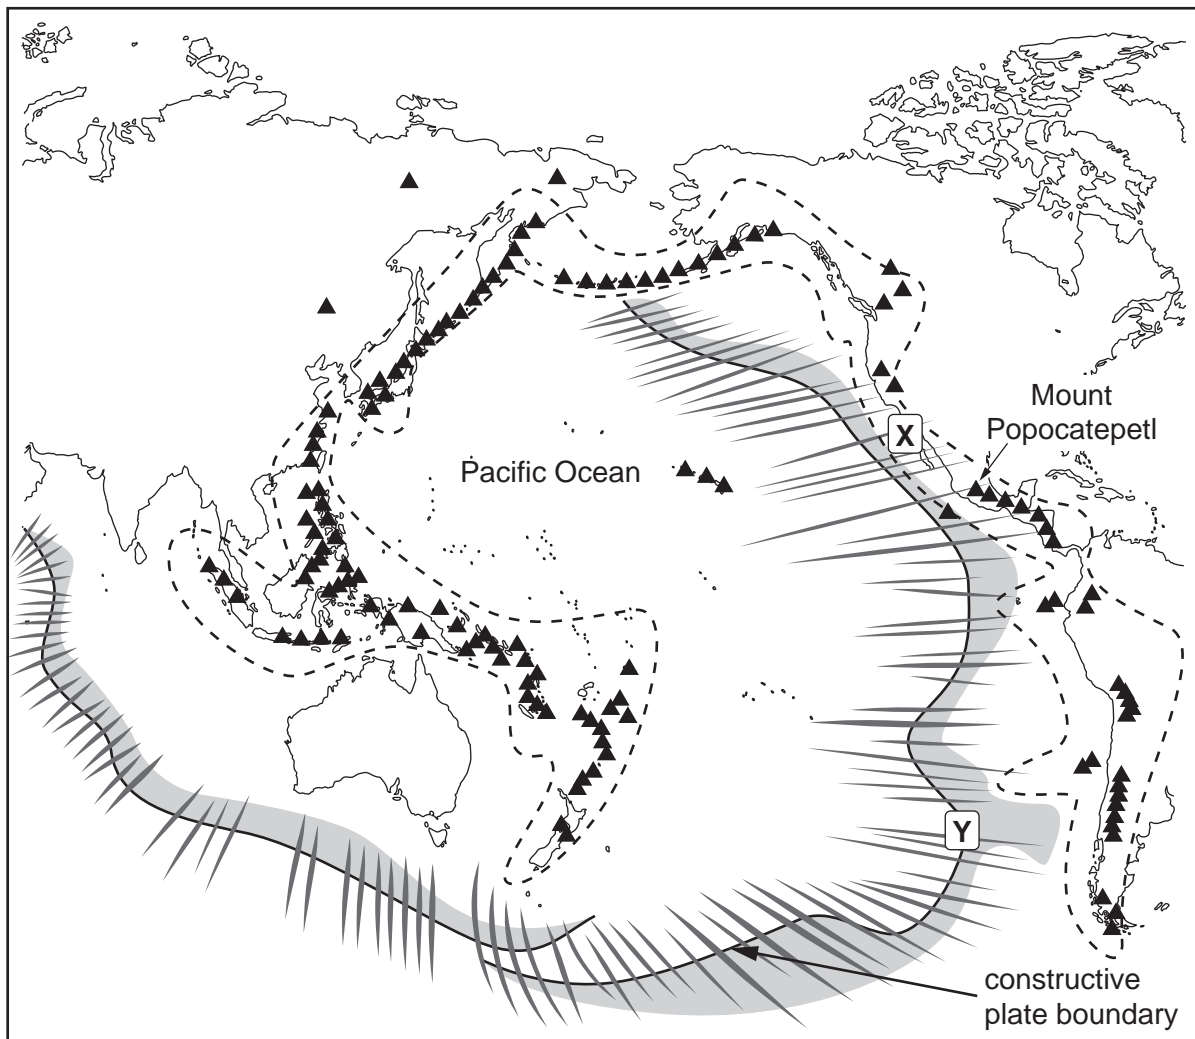 Mount
Popocatepetl
X
Pacific Ocean
Y
constructive
plate boundary